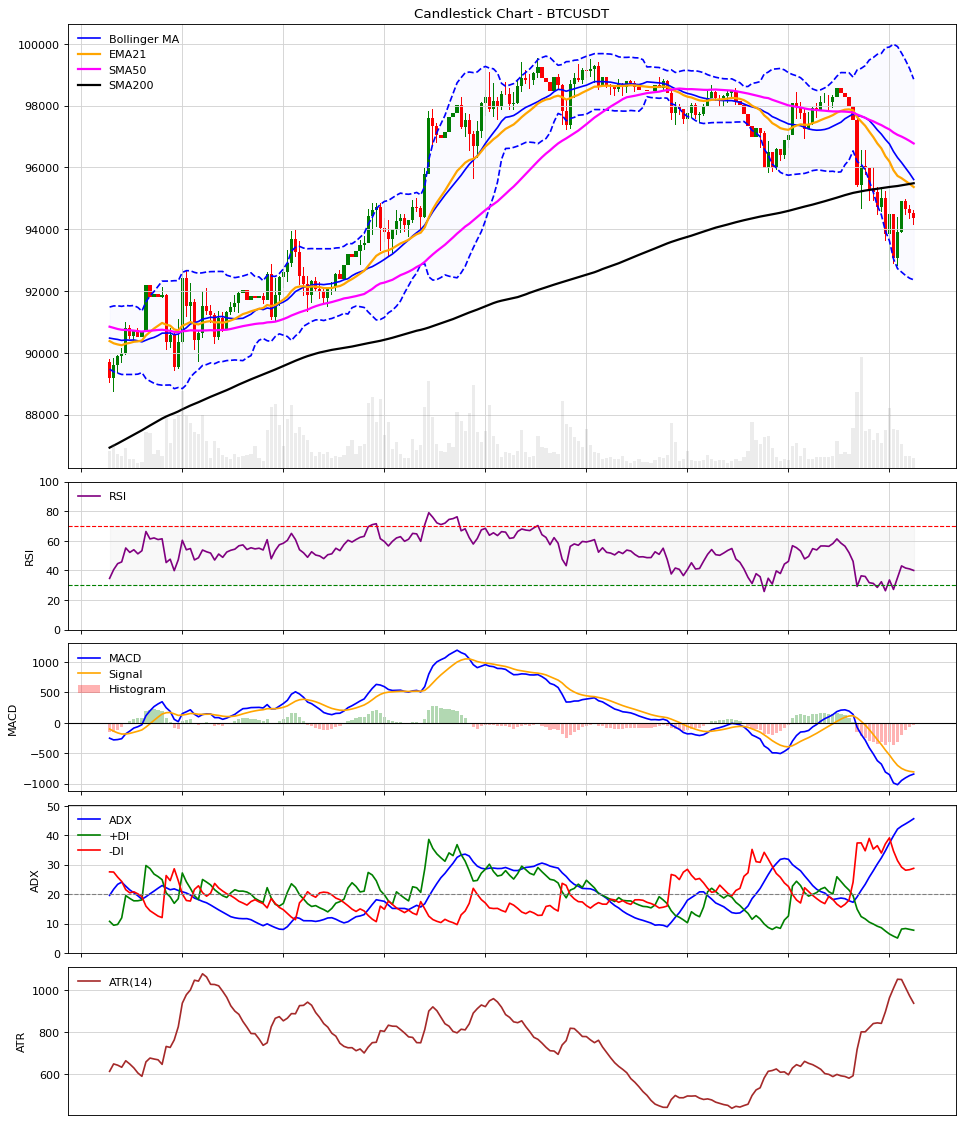 Candlestick Chart - BTCUSDT
Bollinger MA
EMA21
SMA50
SMA200
100000
98000
96000
94000
92000
90000
88000
RSI
RSI
100
80
60
40
20
0
MACD
Signal
Histogram
MACD
1000
500
0
−500
−1000
ADX
+DI
-DI
ADX
50
40
30
20
10
0
ATR(14)
ATR
1000
800
600